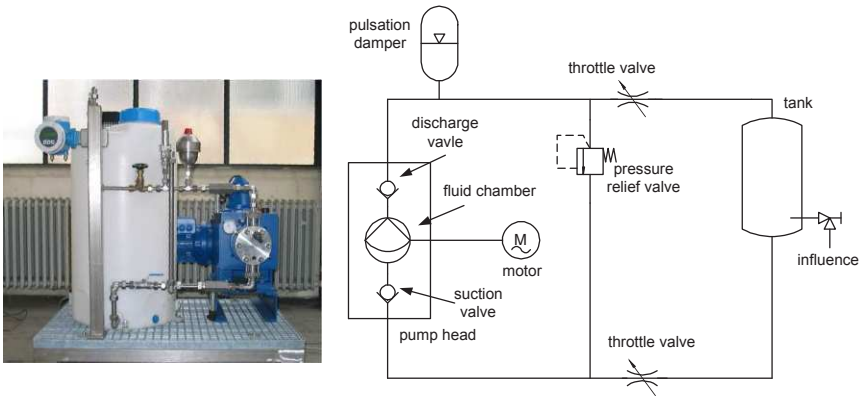 pulsation
damper
throttle valve
tank
discharge
vavle
fluid chamber
pressure
relief valve
M
motor
influence
suction
valve
pump head
throttle valve